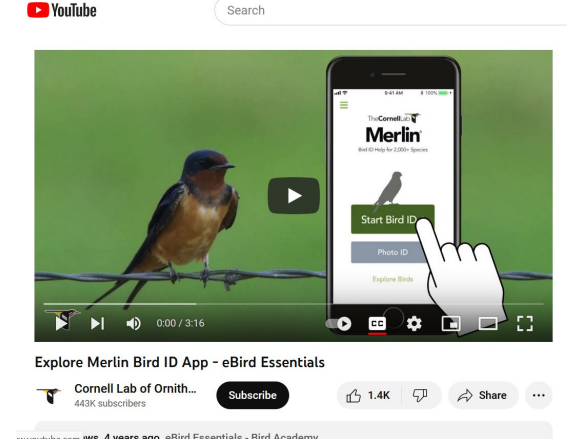 YouTube
Search
9:41 AM 100%
TheCornellLab
Merlin
Bird ID Help for 2,000+ Species
Start Bird ID
Photo ID
Explore Birds
0:00 / 3:16
CC
Explore Merlin Bird ID App - eBird Essentials
Cornell Lab of Ornith...
443K subscribers
Subscribe
1.4K
Share
4 years ago eBird Essentials - Bird Academy